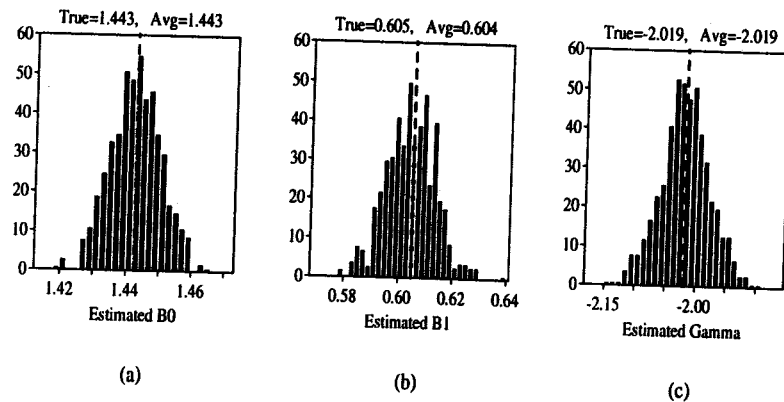 True=1.443, Avg=1.443
60
50
40
30
20
10
0
1.42 1.44 1.46
Estimated B0
(a)
True=0.605, Avg=0.604
60
50
40
30
20
10
0
0.58 0.60 0.62 0.64
Estimated B1
(b)
True=-2.019, Avg=-2.019
60
50
40
30
20
10
0
-2.15 -2.00
Estimated Gamma
(c)